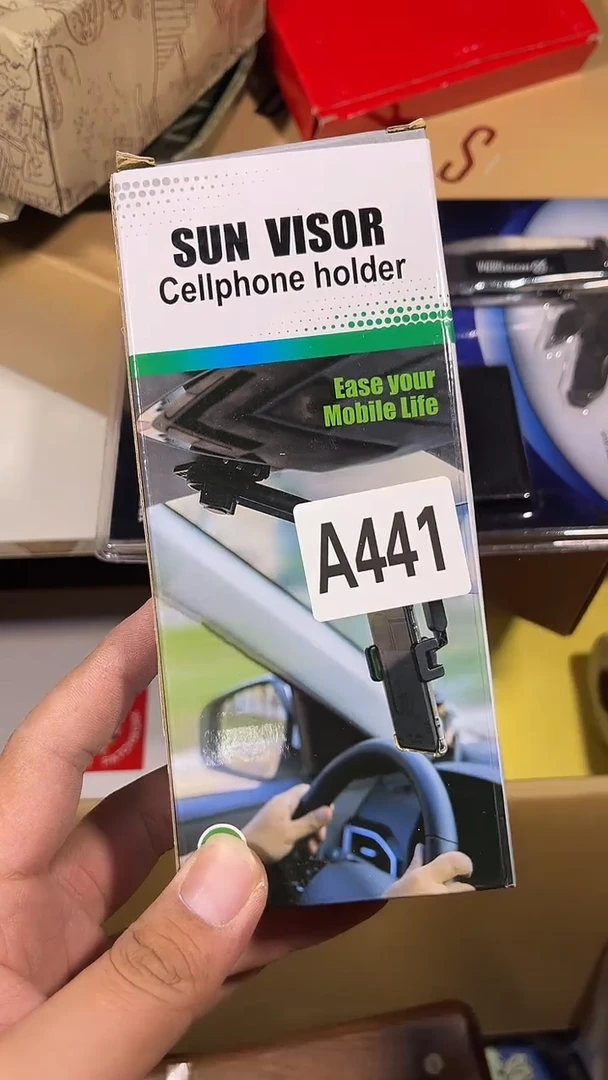 S
SUN VISOR
Cellphone holder
Ease your
Mobile Life
A441